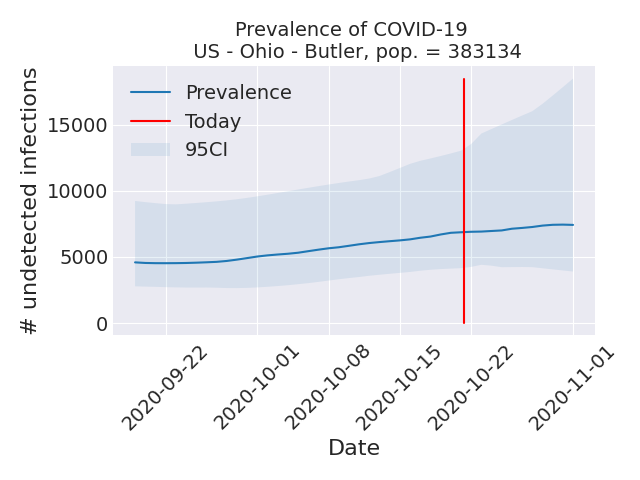 Prevalence of COVID-19
US - Ohio - Butler, pop. = 383134
Prevalence
Today
95CI
# undetected infections
15000
10000
5000
0
2020-09-22
2020-10-01
2020-10-08
2020-10-15
2020-10-22
2020-11-01
Date